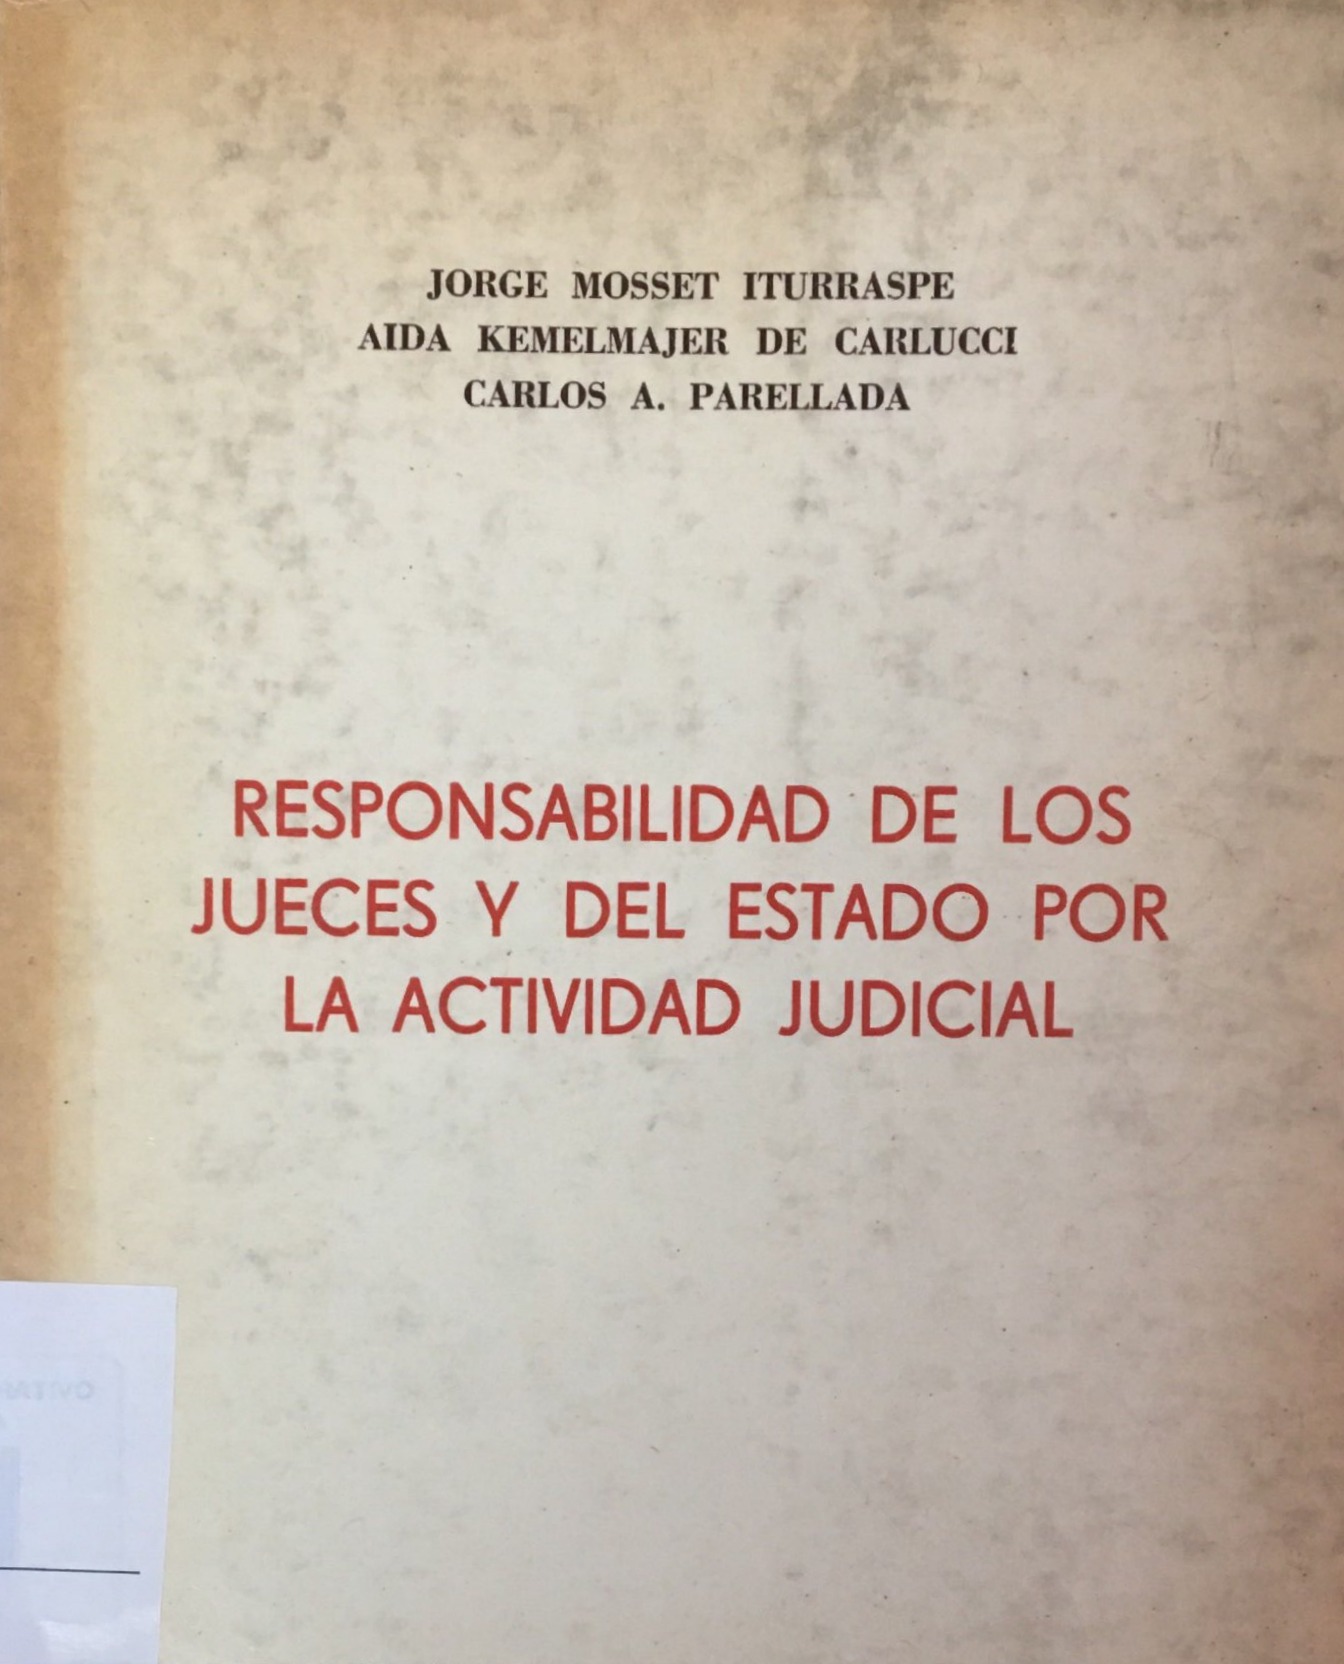 JORGE MOSSET ITURRASPE
AIDA KEMELMAJER DE CARLUCCI
CARLOS A. PARELLADA
RESPONSABILIDAD DE LOS
JUECES Y DEL ESTADO POR
LA ACTIVIDAD JUDICIAL